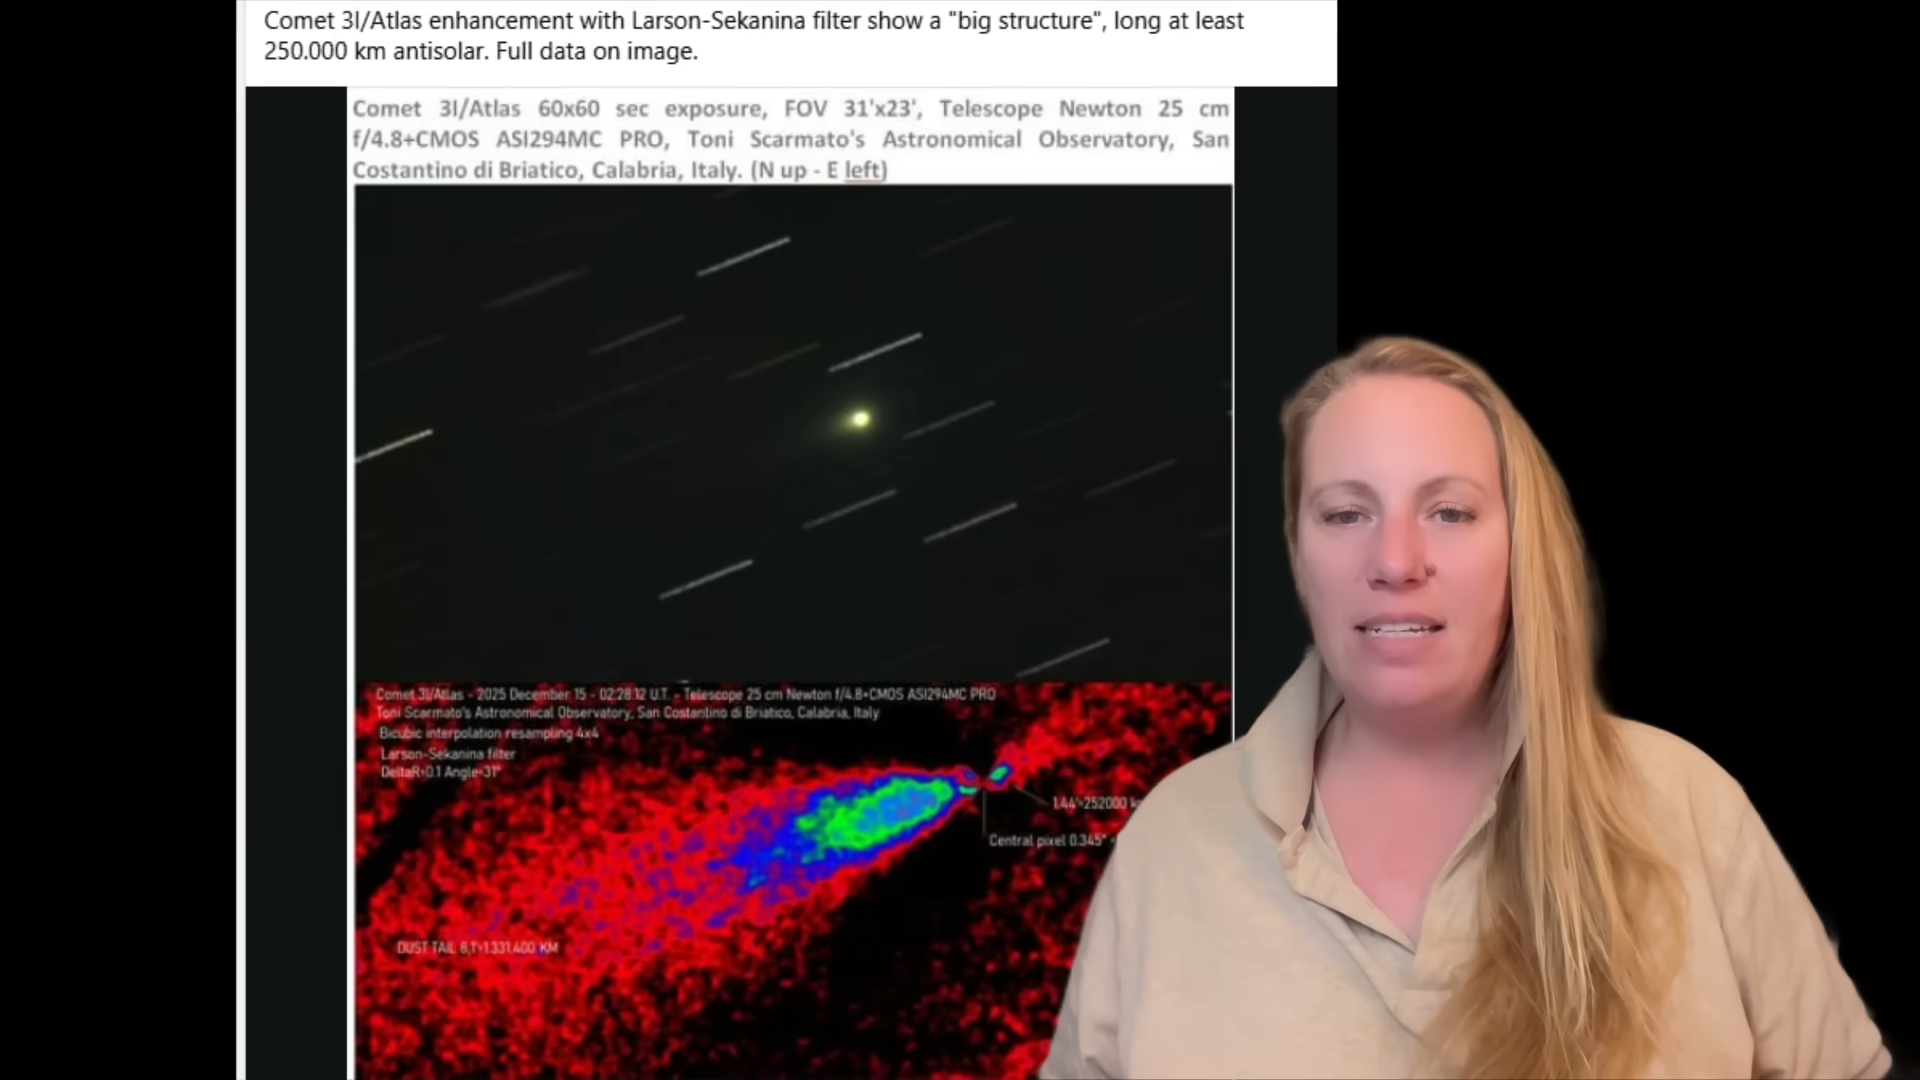 Comet 3I/Atlas enhancement with Larson-Sekanina filter show a "big structure", long at least
250.000 km antisolar. Full data on image.
Comet 3I/Atlas 60x60 sec exposure, FOV 31'x23', Telescope Newton 25 cm
f/4.8+CMOS ASI294MC PRO, Toni Scarmato's Astronomical Observatory, San
Costantino di Briatico, Calabria, Italy. (N up - E left)
Comet 3I/Atlas - 2025 December 15 - 02:28:12 U.T. - Telescope 25 cm Newton f/4.8+CMOS ASI294MC PRO
Toni Scarmato's Astronomical Observatory, San Costantino di Briatico, Calabria, Italy
Bicubic interpolation resampling 4x4
Larson-Sekanina filter
DeltaR=0.1 Angle=31°
1.44'=252000
Central pixel 0.345"
DUST TAIL 8,1'=1.331.400 KM